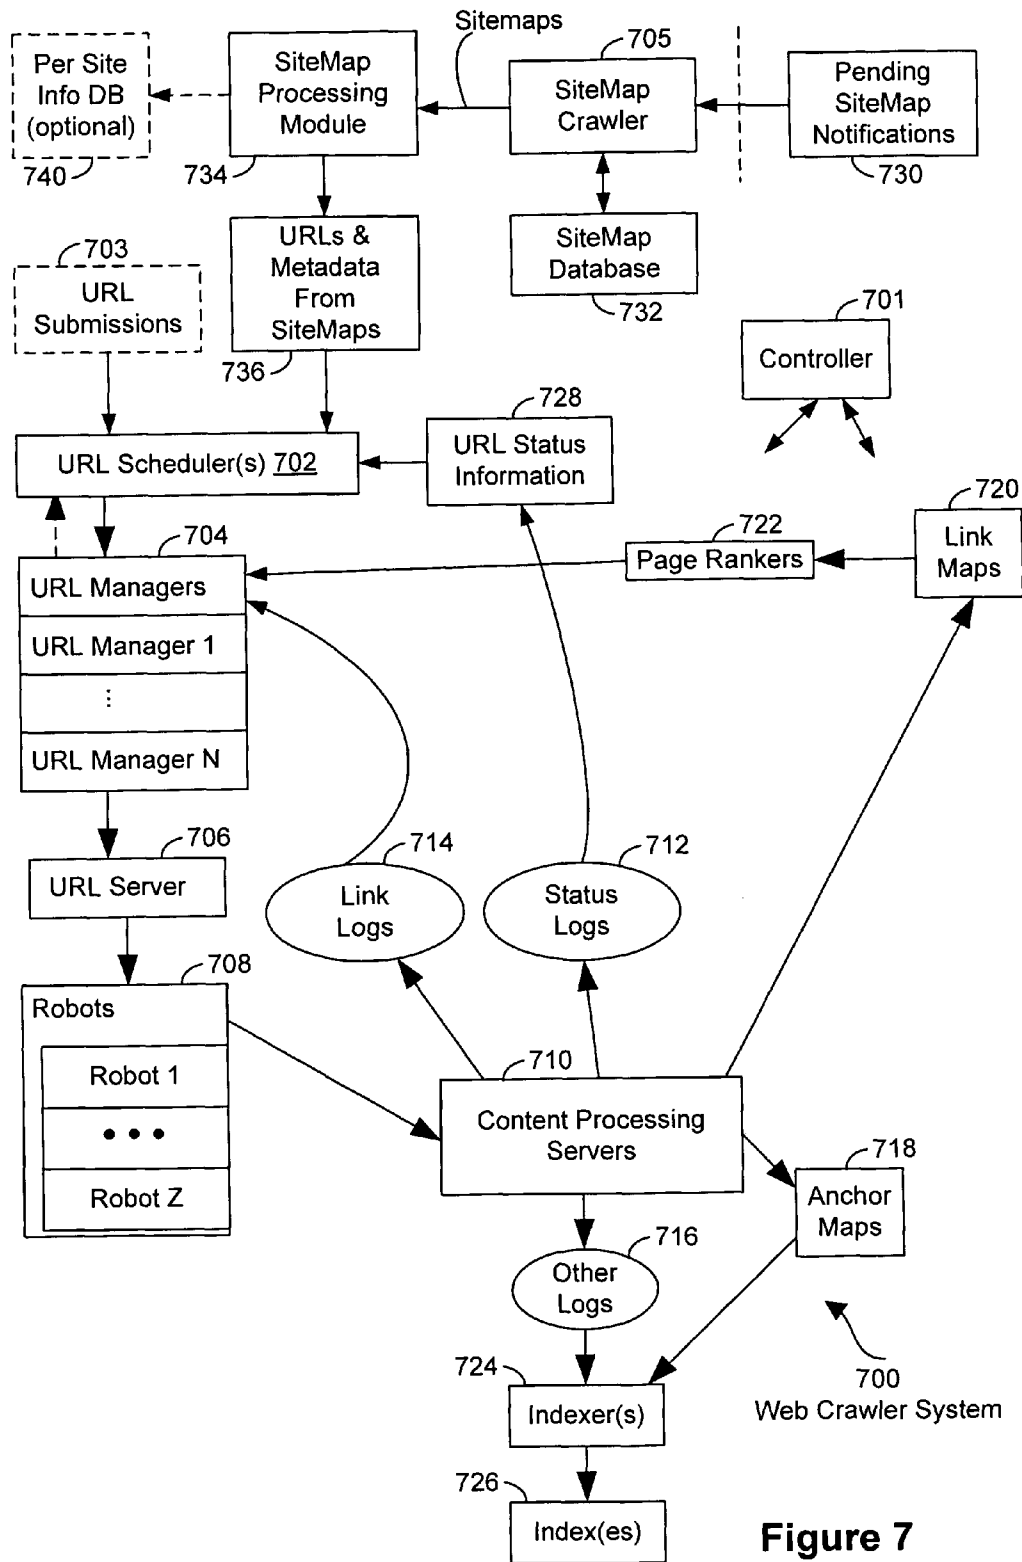 Sitemaps
Per Site
Info DB
(optional)
740
SiteMap
Processing
Module
734
705
SiteMap
Crawler
Pending
SiteMap
Notifications
730
703
URL
Submissions
URLs &
Metadata
From
SiteMaps
736
SiteMap
Database
732
701
Controller
728
URL Status
Information
URL Scheduler(s) 702
704
URL Managers
URL Manager 1
⋮
URL Manager N
722
Page Rankers
720
Link
Maps
706
URL Server
714
Link
Logs
712
Status
Logs
708
Robots
Robot 1
• • •
Robot Z
710
Content Processing
Servers
718
Anchor
Maps
716
Other
Logs
724
Indexer(s)
700
Web Crawler System
726
Index(es)
Figure 7